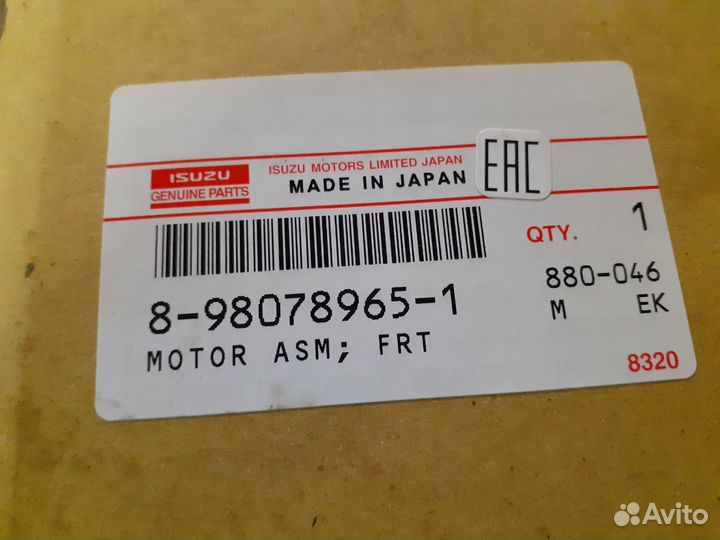 ISUZU
GENUINE PARTS
ISUZU MOTORS LIMITED JAPAN
MADE IN JAPAN
EAC
QTY. 1
8-98078965-1
880-046
M EK
MOTOR ASM; FRT
8320
Avito